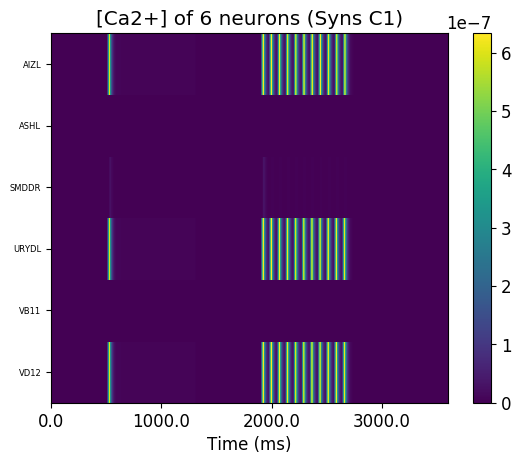 [Ca2+] of 6 neurons (Syns C1)
1e−7
AIZL
ASHL
SMDDR
URYDL
VB11
VD12
0.0 1000.0 2000.0 3000.0
Time (ms)
6
5
4
3
2
1
0